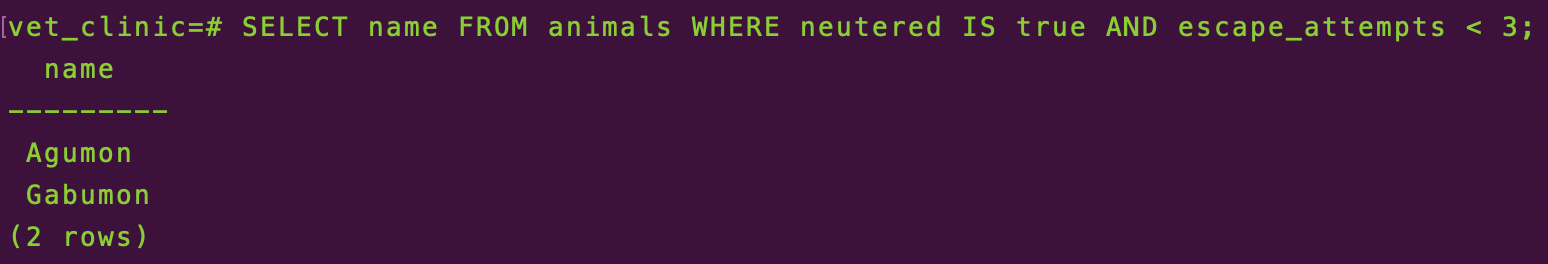 [vet_clinic=# SELECT name FROM animals WHERE neutered IS true AND escape_attempts < 3;
  name
---------
 Agumon
 Gabumon
(2 rows)